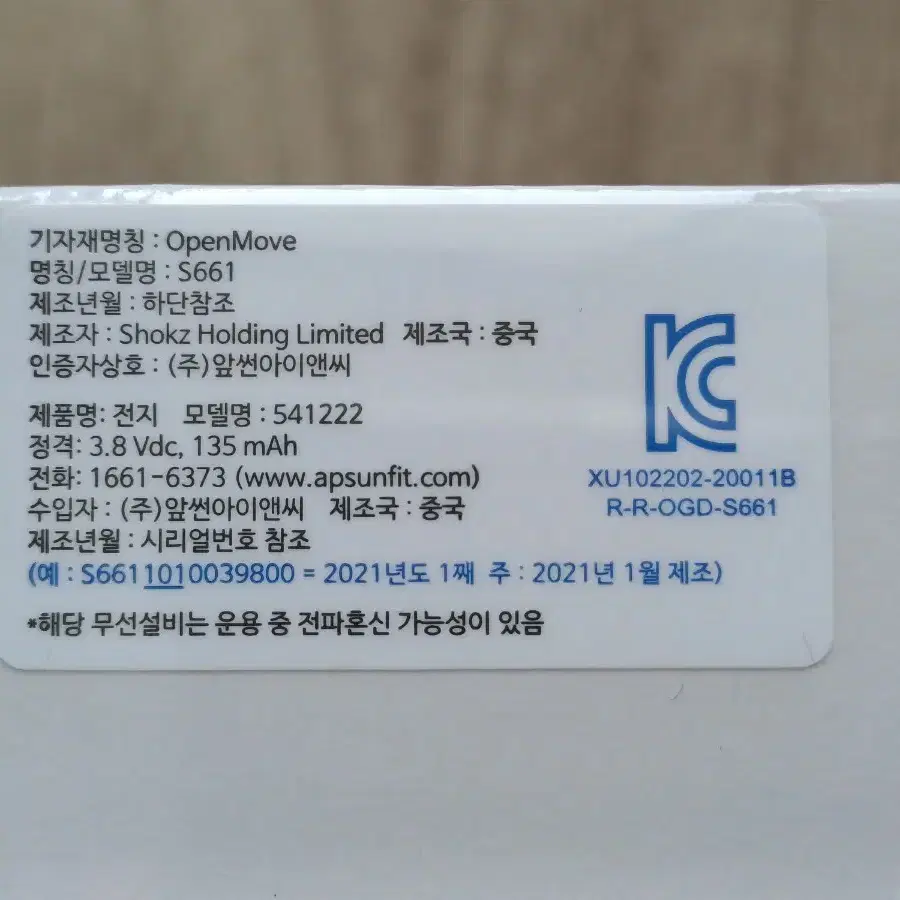 기자재명칭 : OpenMove
명칭/모델명 : S661
제조년월 : 하단참조
제조자 : Shokz Holding Limited 제조국 : 중국
인증자상호 : (주)앞썬아이앤씨
제품명: 전지 모델명 : 541222
정격: 3.8 Vdc, 135 mAh
전화: 1661-6373 (www.apsunfit.com)
수입자 : (주)앞썬아이앤씨 제조국 : 중국
제조년월 : 시리얼번호 참조
(예 : S6611010039800 = 2021년도 1째 주 : 2021년 1월 제조)
*해당 무선설비는 운용 중 전파혼신 가능성이 있음
KC
XU102202-20011B
R-R-OGD-S661